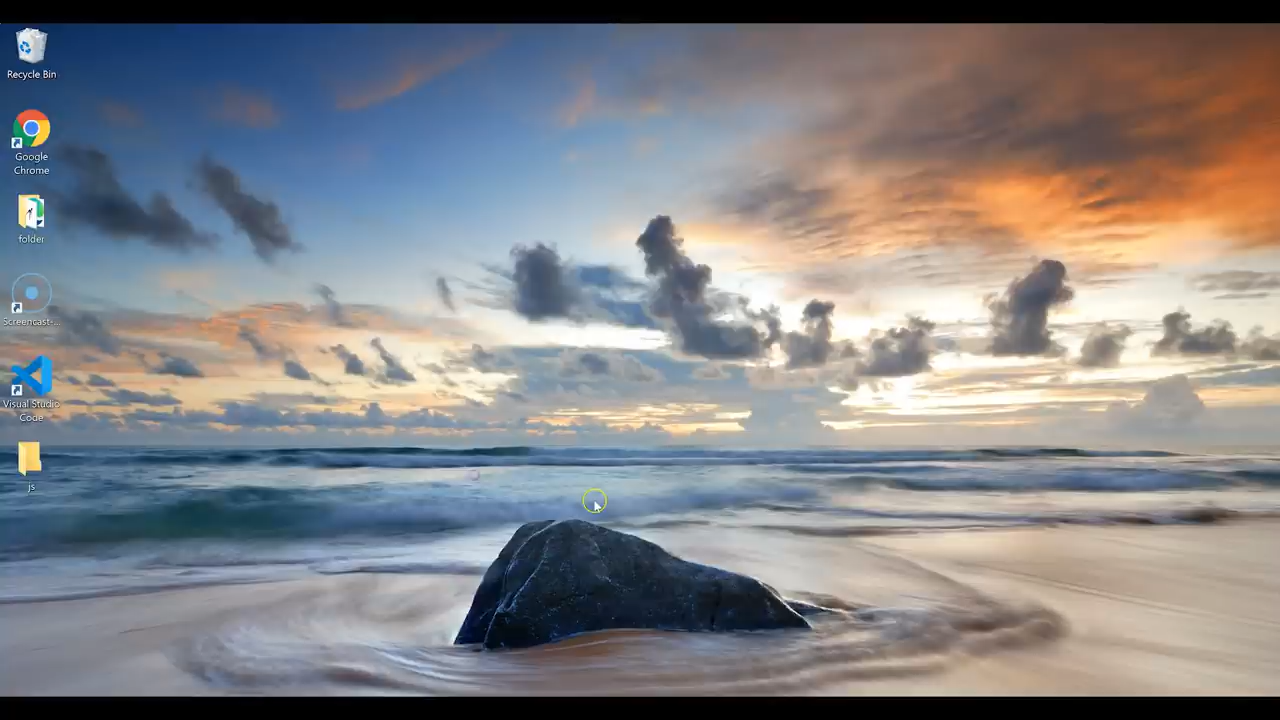 Recycle Bin
Google
Chrome
folder
Screencast-...
Visual Studio
Code
js